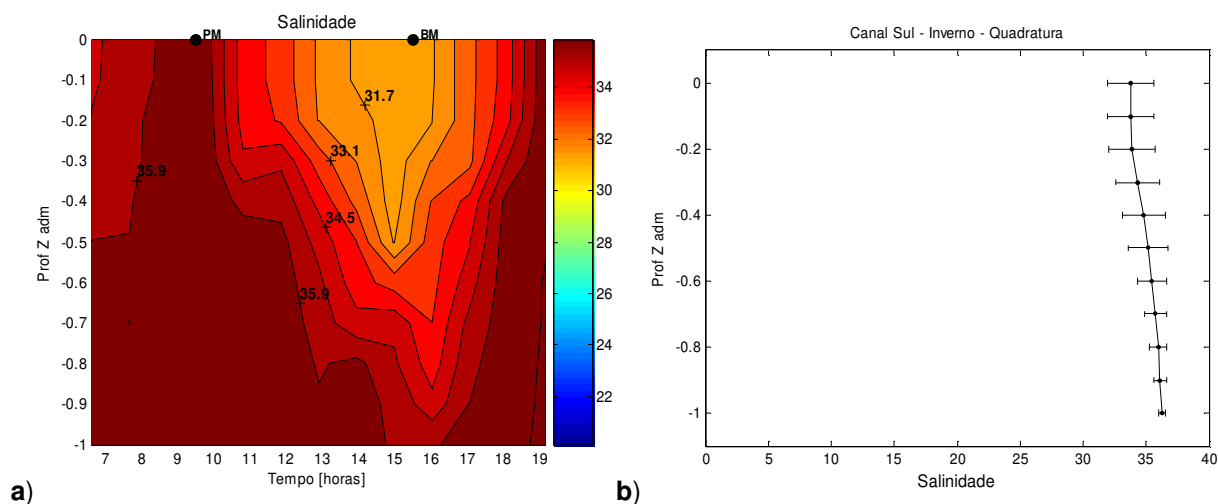 Salinidade
PM
BM
0
-0.1
-0.2
-0.3
-0.4
-0.5
-0.6
-0.7
-0.8
-0.9
-1
Prof Z adm
31.7
33.1
35.9
34.5
35.9
7 8 9 10 11 12 13 14 15 16 17 18 19
Tempo [horas]
34
32
30
28
26
24
22
a)
Canal Sul - Inverno - Quadratura
0
-0.2
-0.4
-0.6
-0.8
-1
Prof Z adm
0 5 10 15 20 25 30 35 40
Salinidade
b)